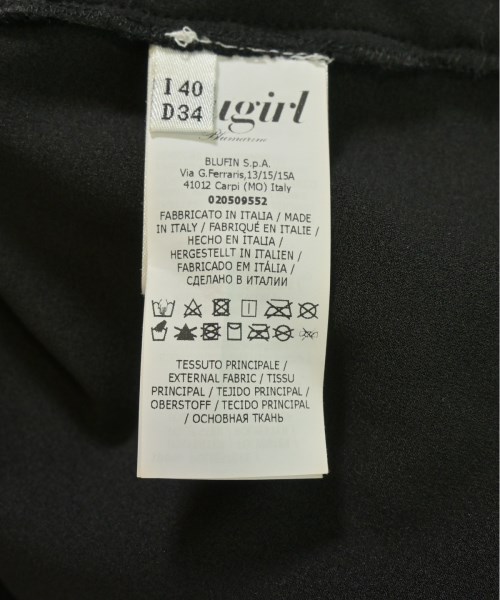 I 40
D34
ugirl
Blumarine
BLUFIN S.p.A.
Via G.Ferraris,13/15/15A
41012 Carpi (MO) Italy
020509552
FABBRICATO IN ITALIA / MADE
IN ITALY / FABRIQUÉ EN ITALIE /
HECHO EN ITALIA /
HERGESTELLT IN ITALIEN /
FABRICADO EM ITÁLIA /
СДЕЛАНО В ИТАЛИИ
TESSUTO PRINCIPALE /
EXTERNAL FABRIC / TISSU
PRINCIPAL / TEJIDO PRINCIPAL /
OBERSTOFF / TECIDO PRINCIPAL
/ ОСНОВНАЯ ТКАНЬ